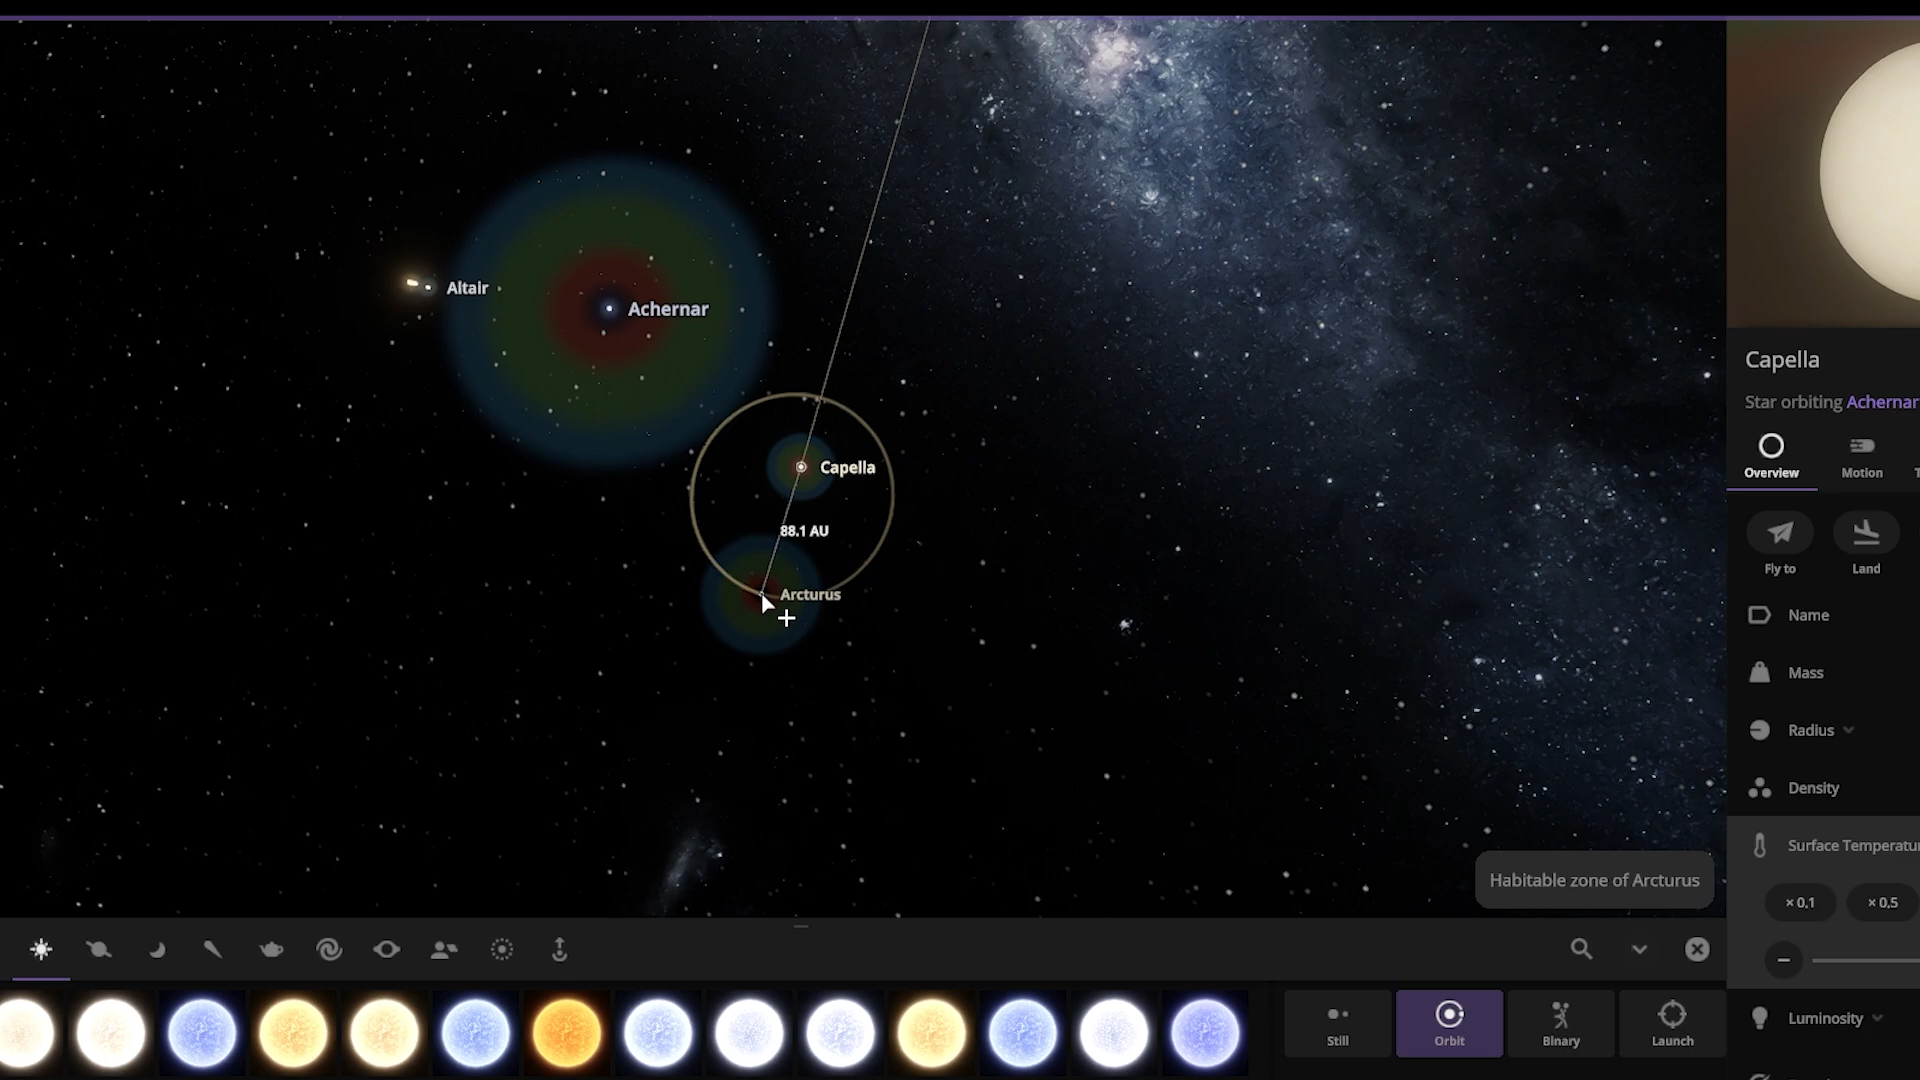 Altair
Achernar
Capella
88.1 AU
Arcturus
Habitable zone of Arcturus
Still
Orbit
Binary
Launch
Capella
Star orbiting Achernar
Overview
Motion
Fly to
Land
Name
Mass
Radius
Density
Surface Temperatu
× 0.1
× 0.5
Luminosity